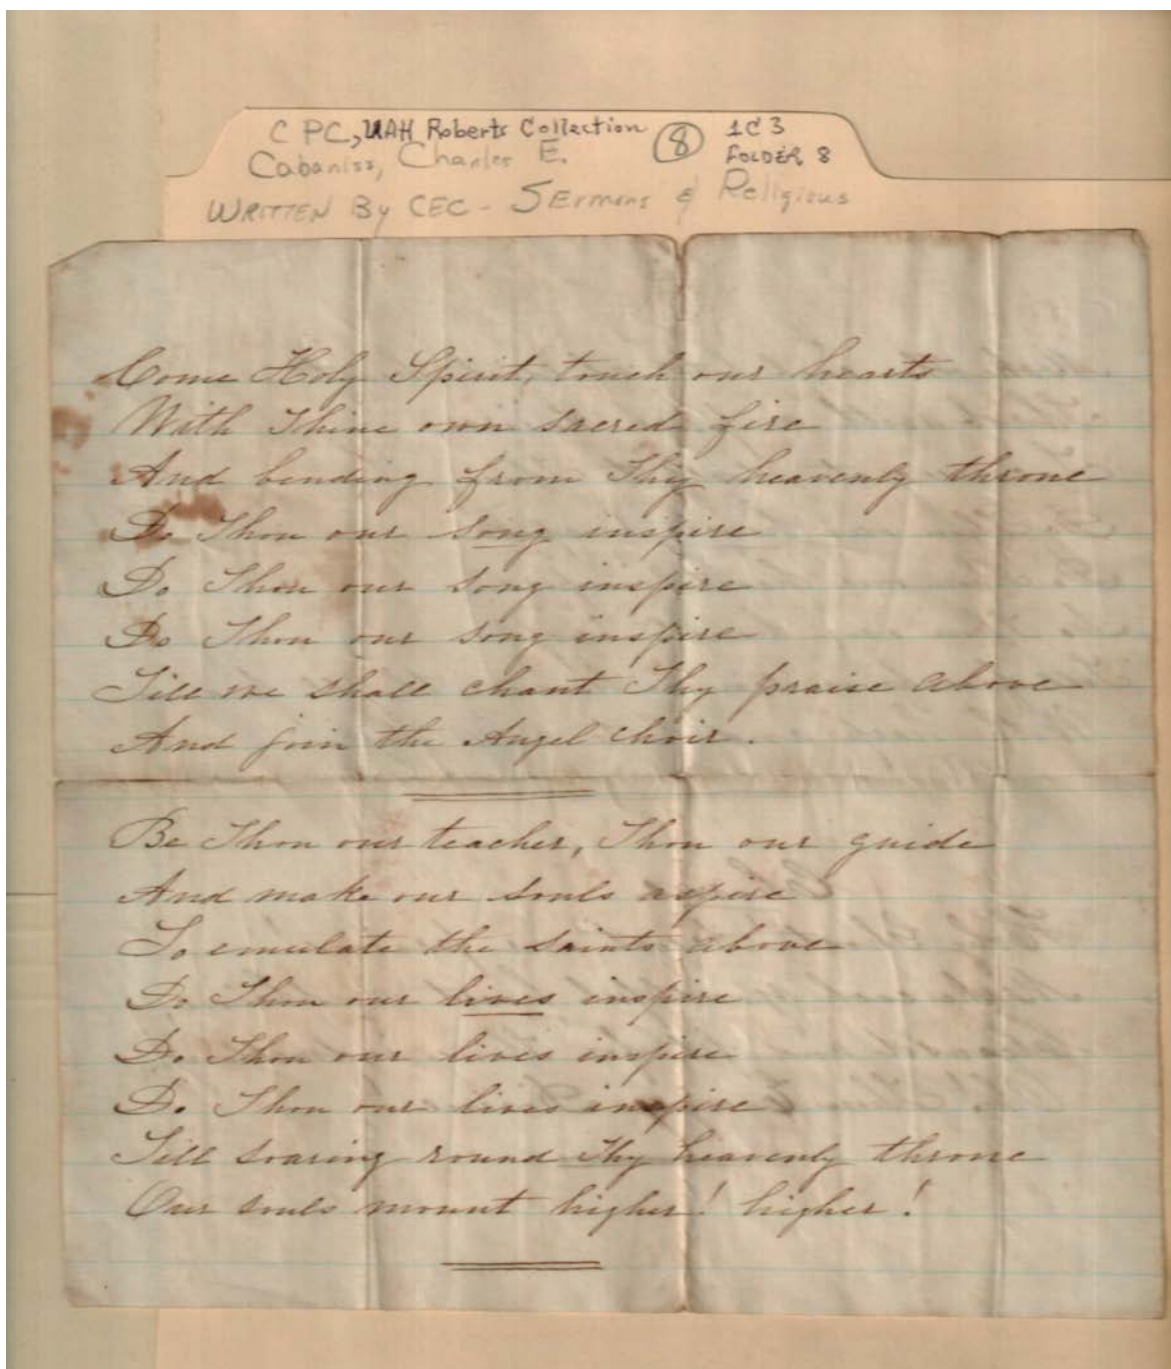 C PC, UAH Roberts Collection (8) 1C3
Cabaniss, Charles E. FOLDER 8
WRITTEN By CEC - SErmons & Religious
Come Holy Spirit, touch our hearts
With Thine own sacred fire
And bending from Thy heavenly throne
Do Thou our song inspire
Do Thou our song inspire
Do Thou our song inspire
Till we shall chant Thy praise above
And join the Angel choir.
Be Thou our teacher, Thou our guide
And make our souls aspire
To emulate the saints above
Do Thou our lives inspire
Do Thou our lives inspire
Do Thou our lives inspire
Till soaring round Thy heavenly throne
Our souls mount higher! higher!